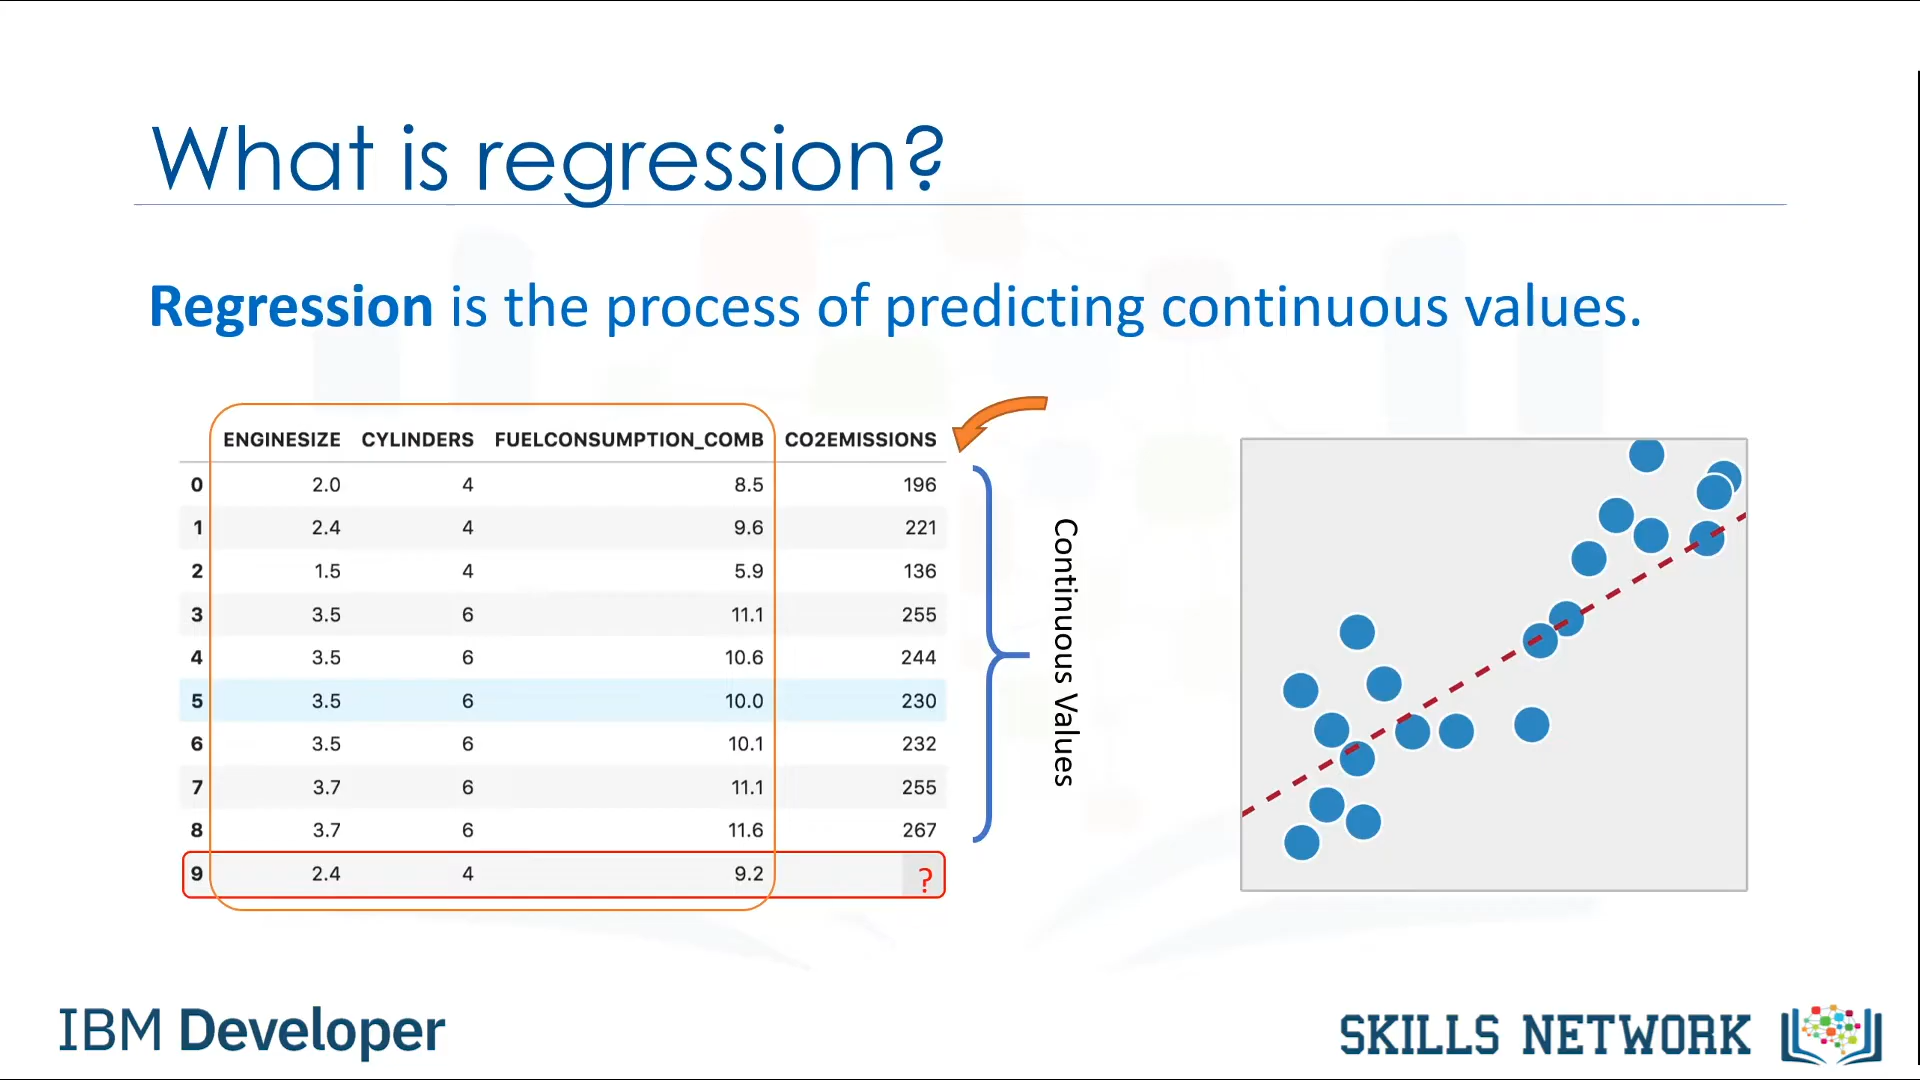 What is regression?
Regression is the process of predicting continuous values.
ENGINESIZE CYLINDERS FUELCONSUMPTION_COMB CO2EMISSIONS
0 2.0 4 8.5 196
1 2.4 4 9.6 221
2 1.5 4 5.9 136
3 3.5 6 11.1 255
4 3.5 6 10.6 244
5 3.5 6 10.0 230
6 3.5 6 10.1 232
7 3.7 6 11.1 255
8 3.7 6 11.6 267
9 2.4 4 9.2 ?
Continuous Values
IBM Developer
SKILLS NETWORK